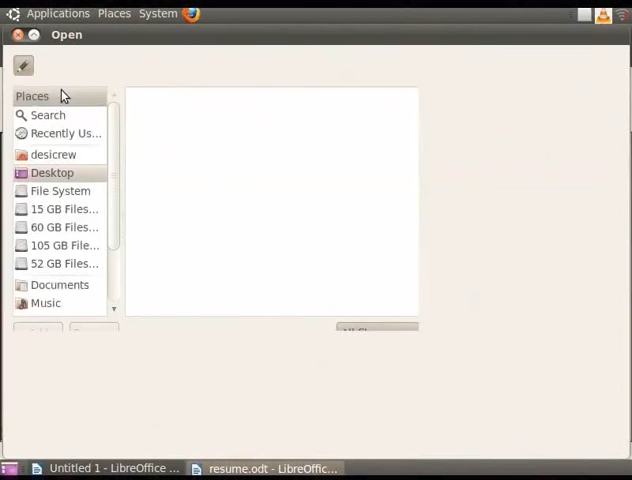 Applications Places System
Open
Places
Search
Recently Us...
desicrew
Desktop
File System
15 GB Files...
60 GB Files...
105 GB File...
52 GB Files...
Documents
Music
Untitled 1 - LibreOffice ...
resume.odt - LibreOffic...